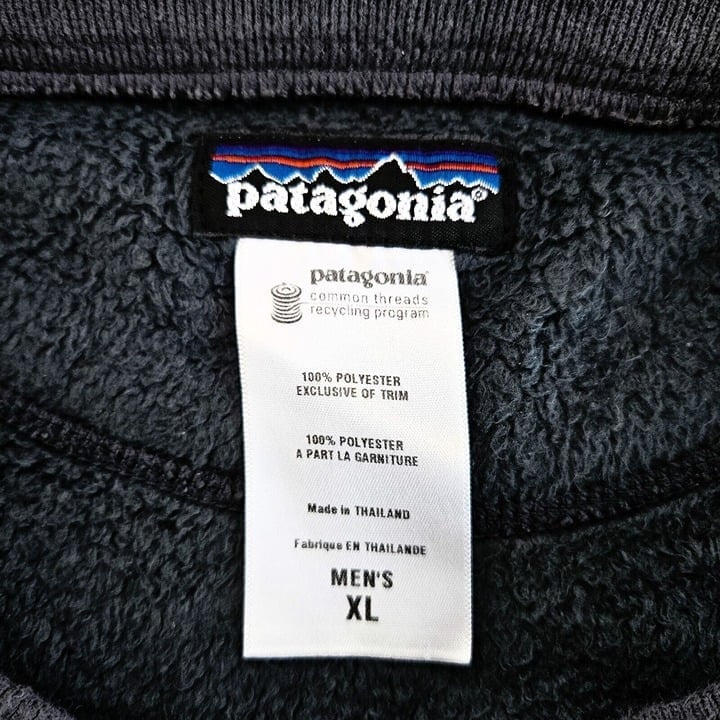 patagonia®
patagonia®
common threads
recycling program
100% POLYESTER
EXCLUSIVE OF TRIM
100% POLYESTER
A PART LA GARNITURE
Made in THAILAND
Fabrique EN THAILANDE
MEN'S
XL